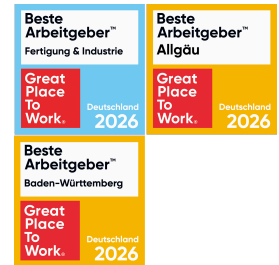 Beste
Arbeitgeber™
Fertigung & Industrie
Great
Place
To
Work®
Deutschland
2026
Beste
Arbeitgeber™
Allgäu
Great
Place
To
Work®
Deutschland
2026
Beste
Arbeitgeber™
Baden-Württemberg
Great
Place
To
Work®
Deutschland
2026